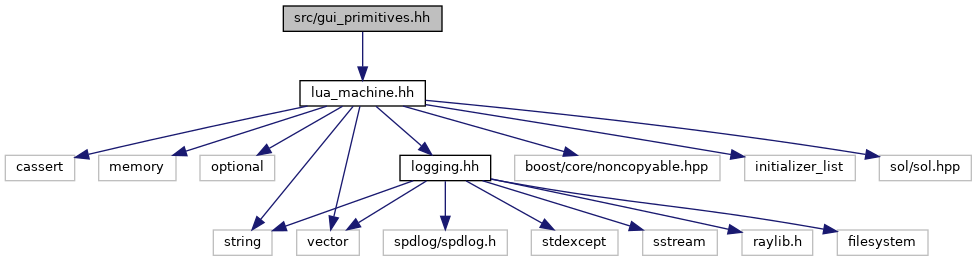 src/gui_primitives.hh
lua_machine.hh
cassert
memory
optional
logging.hh
boost/core/noncopyable.hpp
initializer_list
sol/sol.hpp
string
vector
spdlog/spdlog.h
stdexcept
sstream
raylib.h
filesystem